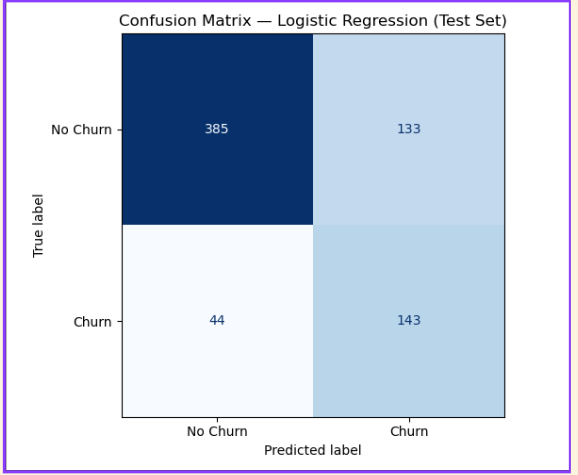 Confusion Matrix — Logistic Regression (Test Set)
True label
No Churn
385
133
Churn
44
143
No Churn
Churn
Predicted label